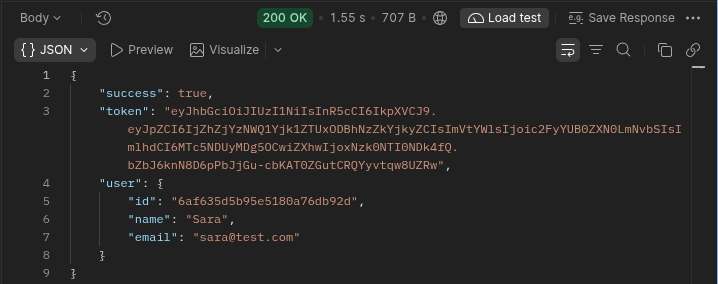 Body 200 OK 1.55 s 707 B Load test e.g. Save Response
{} JSON Preview Visualize
1 {
2 "success": true,
3 "token": "eyJhbGciOiJIUzI1NiIsInR5cCI6IkpXVCJ9.
eyJpZCI6IjZhZjYzNWQ1Yjk1ZTUxODBhNzZkYjkyZCIsImVtYWlsIjoic2FyYUB0ZXN0LmNvbSIsI
mlhdCI6MTc5NDUyMDg5OCwiZXhwIjoxNzk0NTI0NDk4fQ.
bZbJ6knN8D6pPbJjGu-cbKAT0ZGutCRQYyvtqw8UZRw",
4 "user": {
5 "id": "6af635d5b95e5180a76db92d",
6 "name": "Sara",
7 "email": "sara@test.com"
8 }
9 }